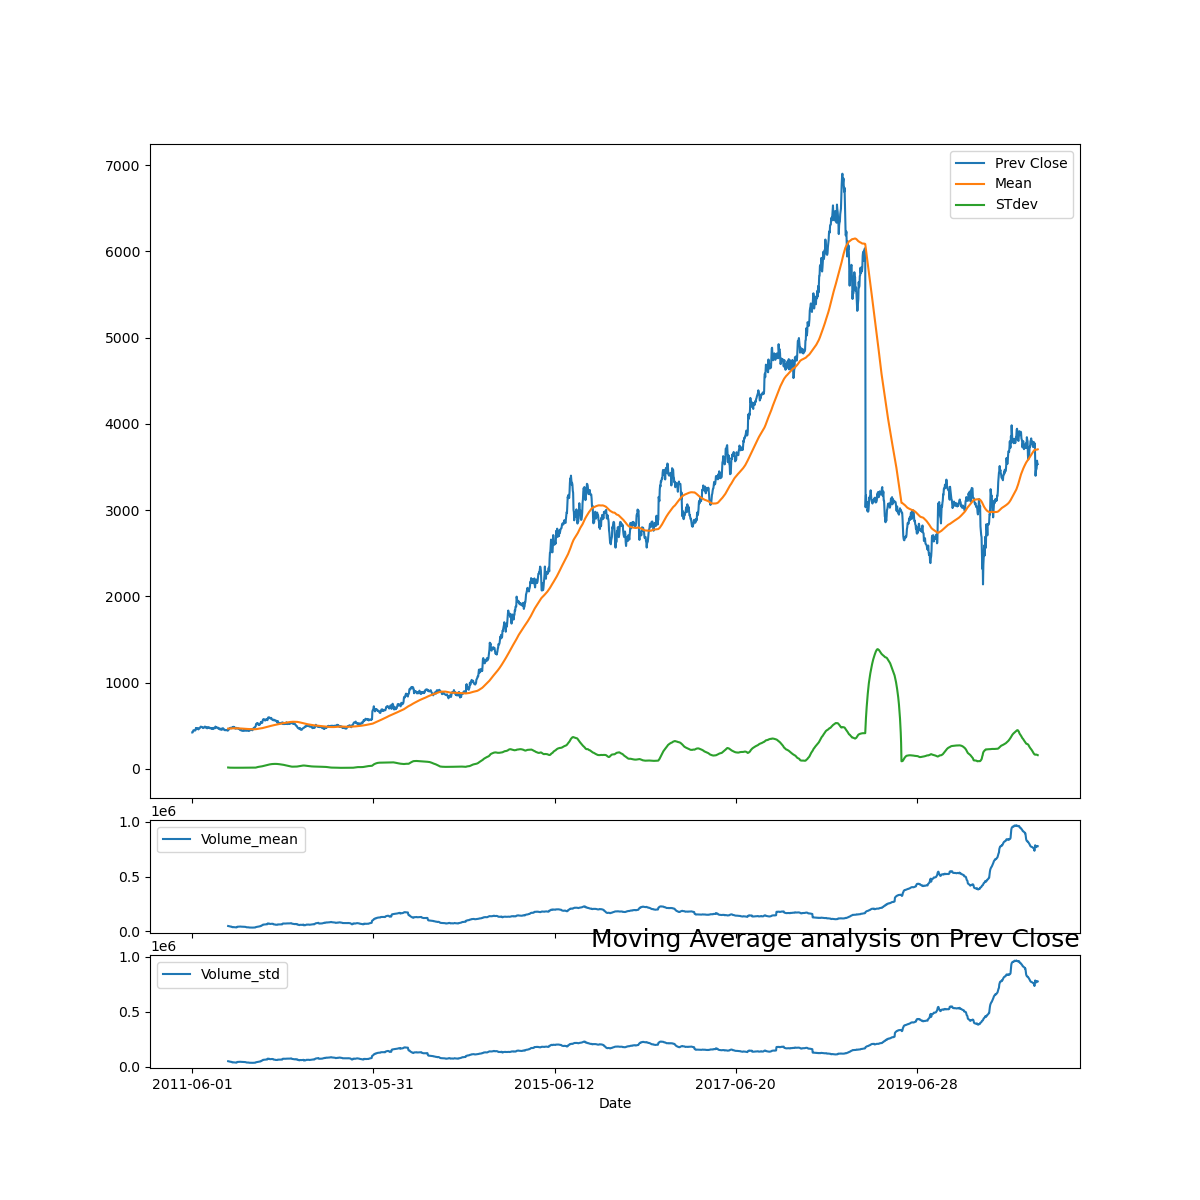 7000
6000
5000
4000
3000
2000
1000
0
Prev Close
Mean
STdev
1e6
1.0
0.5
0.0
Volume_mean
Moving Average analysis on Prev Close
1e6
1.0
0.5
0.0
Volume_std
2011-06-01 2013-05-31 2015-06-12 2017-06-20 2019-06-28
Date